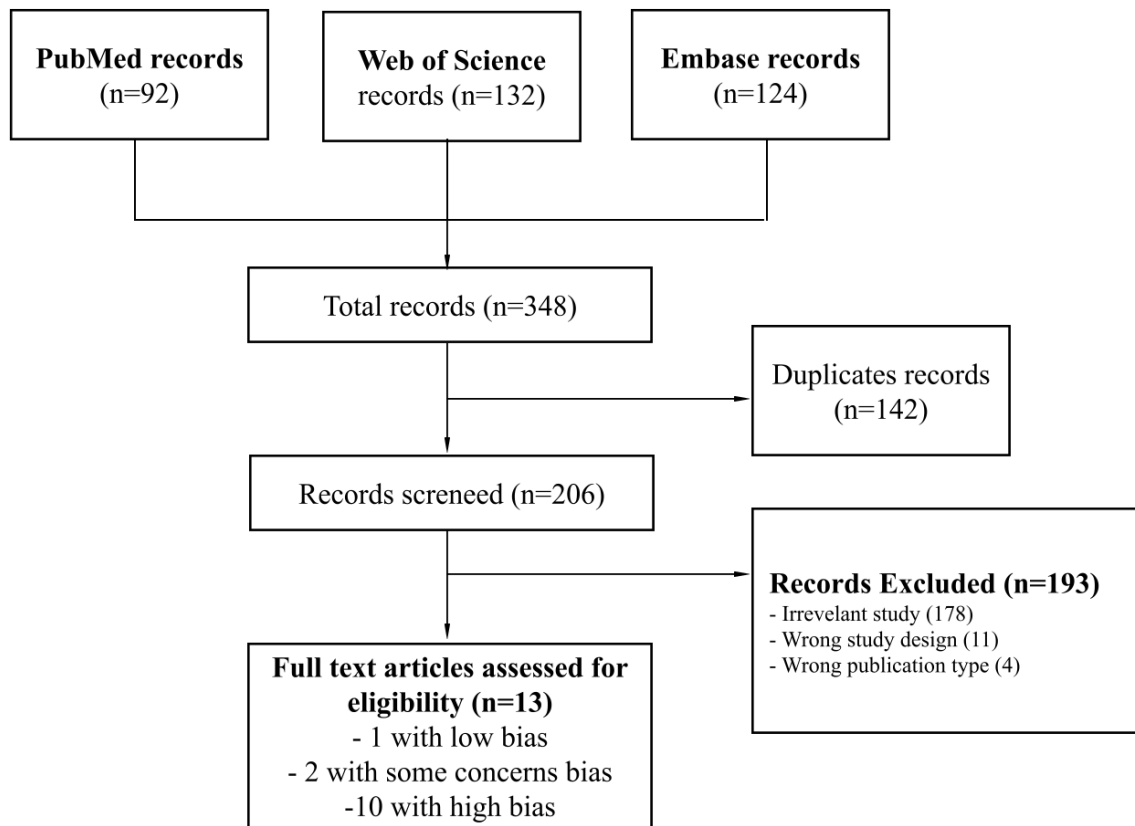 PubMed records
(n=92)
Web of Science
records (n=132)
Embase records
(n=124)
Total records (n=348)
Duplicates records
(n=142)
Records screneed (n=206)
Records Excluded (n=193)
- Irrevelant study (178)
- Wrong study design (11)
- Wrong publication type (4)
Full text articles assessed for
eligibility (n=13)
- 1 with low bias
- 2 with some concerns bias
-10 with high bias